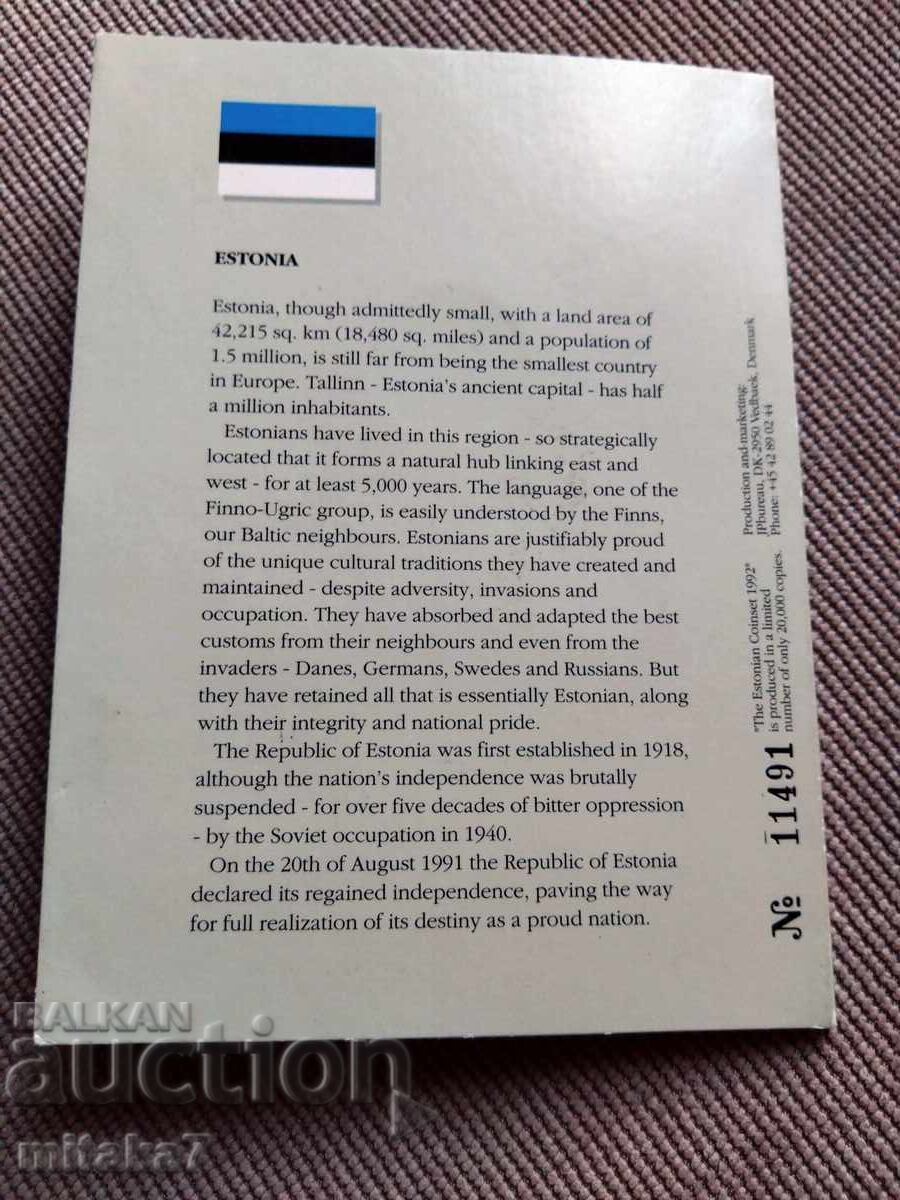 ESTONIA
Estonia, though admittedly small, with a land area of
42,215 sq. km (18,480 sq. miles) and a population of
1.5 million, is still far from being the smallest country
in Europe. Tallinn - Estonia's ancient capital - has half
a million inhabitants.
Estonians have lived in this region - so strategically
located that it forms a natural hub linking east and
west - for at least 5,000 years. The language, one of the
Finno-Ugric group, is easily understood by the Finns,
our Baltic neighbours. Estonians are justifiably proud
of the unique cultural traditions they have created and
maintained - despite adversity, invasions and
occupation. They have absorbed and adapted the best
customs from their neighbours and even from the
invaders - Danes, Germans, Swedes and Russians. But
they have retained all that is essentially Estonian, along
with their integrity and national pride.
The Republic of Estonia was first established in 1918,
although the nation's independence was brutally
suspended - for over five decades of bitter oppression
- by the Soviet occupation in 1940.
On the 20th of August 1991 the Republic of Estonia
declared its regained independence, paving the way
for full realization of its destiny as a proud nation.
Production and marketing:
JPbureau, DK-2950 Vedbaek, Denmark
Phone: +45 42 89 02 44
"The Estonian Coinset 1992"
is produced in a limited
number of only 20,000 copies.
№ 11491
BALKAN
auction
mitaka7